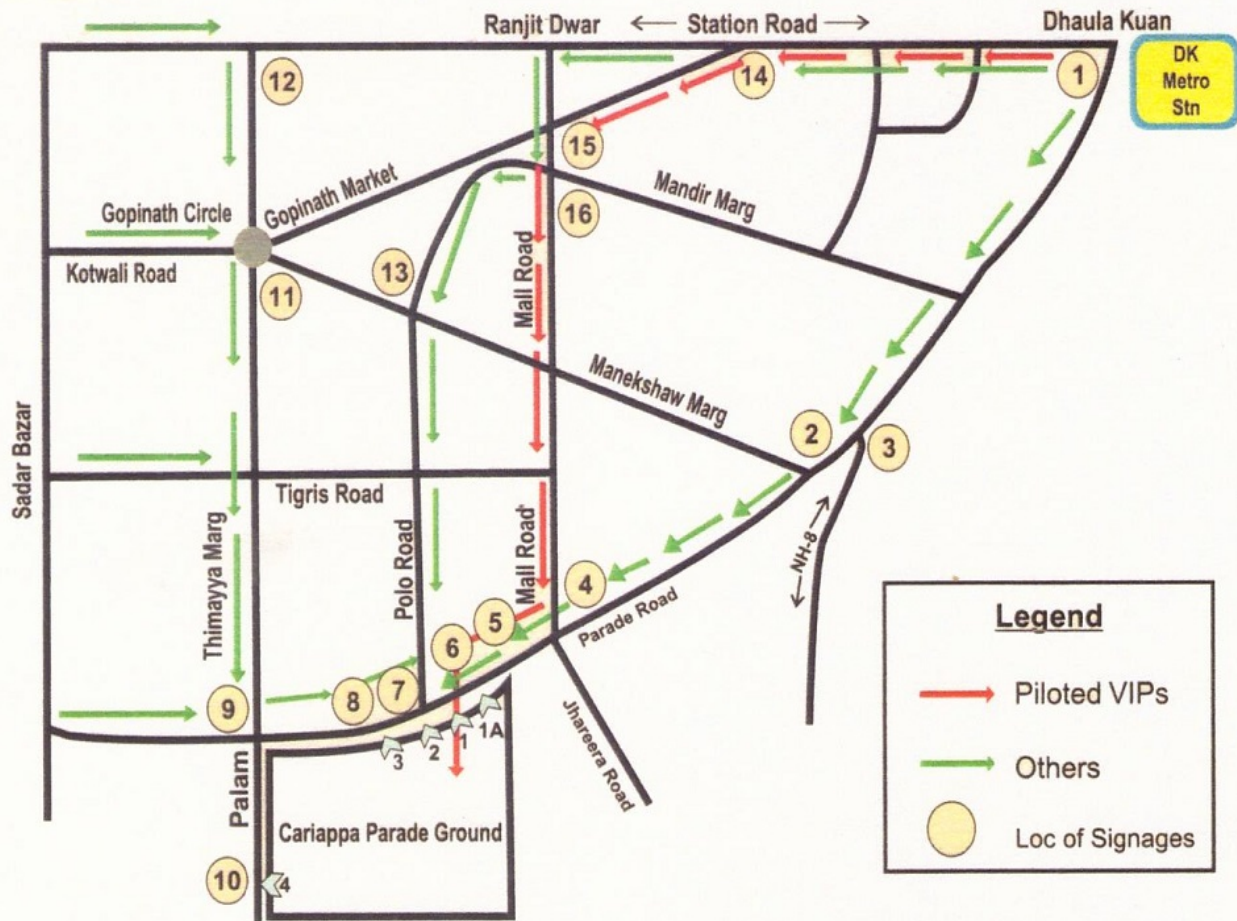 Ranjit Dwar
Station Road
Dhaula Kuan
DK
Metro
Stn
1
12
14
15
Gopinath Market
Mandir Marg
16
Gopinath Circle
Kotwali Road
13
11
Mall Road
Manekshaw Marg
2
3
Sadar Bazar
Tigris Road
Thimayya Marg
Polo Road
Mall Road
NH-8
4
5
6
Parade Road
7
8
9
1A
1
2
3
Jhareera Road
Palam
Cariappa Parade Ground
10
4
Legend
Piloted VIPs
Others
Loc of Signages